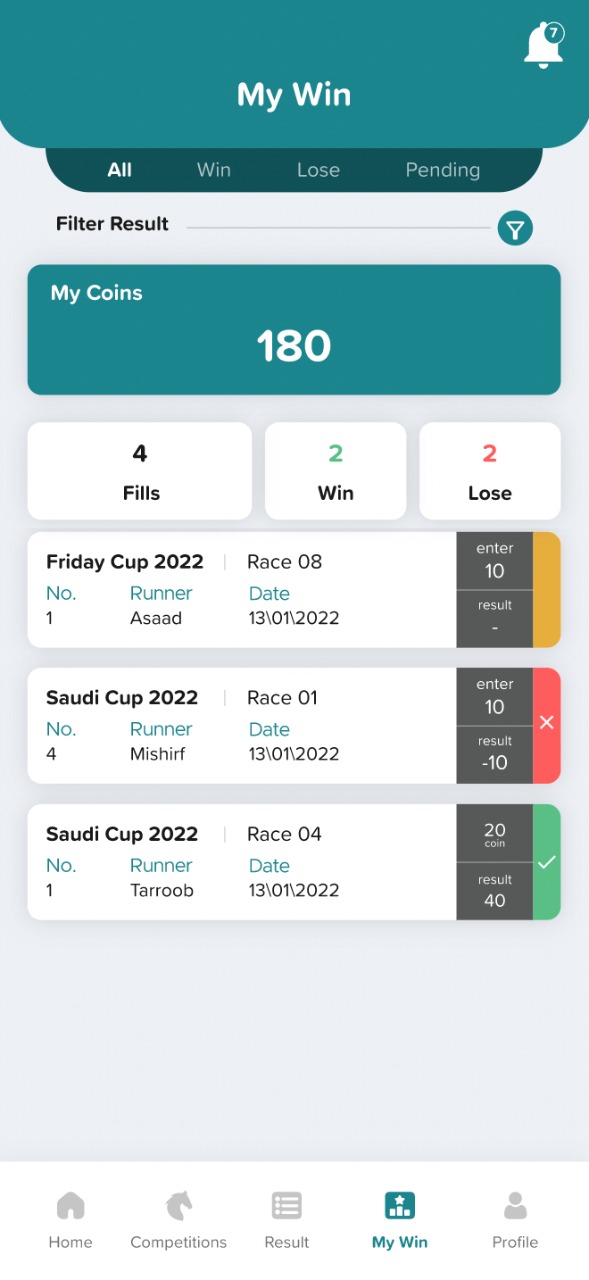 7
My Win
All Win Lose Pending
Filter Result
My Coins
180
4 2 2
Fills Win Lose
Friday Cup 2022 Race 08
No. Runner Date
1 Asaad 13\01\2022
enter
10
result
-
Saudi Cup 2022 Race 01
No. Runner Date
4 Mishirf 13\01\2022
enter
10
result
-10
Saudi Cup 2022 Race 04
No. Runner Date
1 Tarroob 13\01\2022
20
coin
result
40
Home Competitions Result My Win Profile